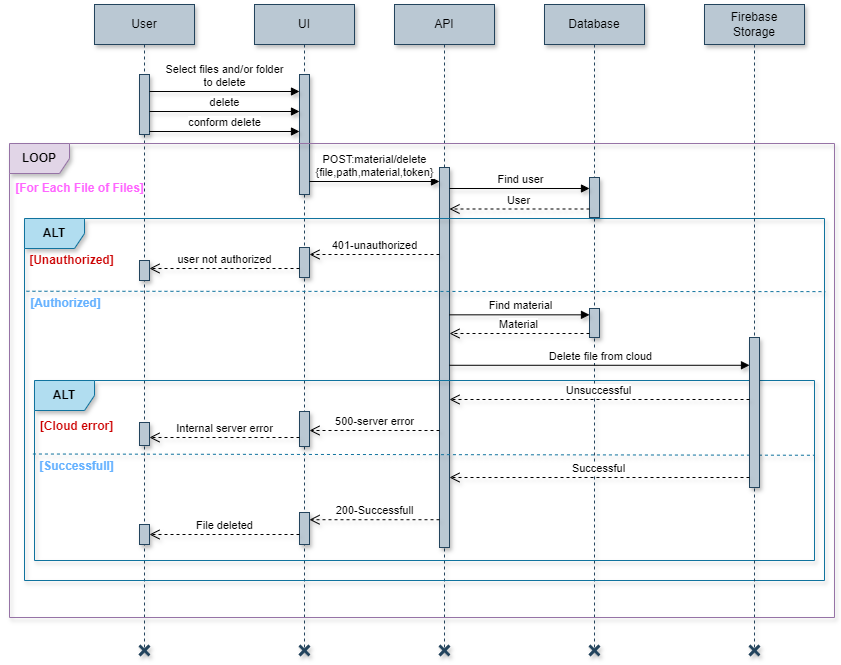 User
UI
API
Database
Firebase
Storage
Select files and/or folder
to delete
delete
conform delete
LOOP
POST:material/delete
{file,path,material,token}
[For Each File of Files]
Find user
User
ALT
401-unauthorized
[Unauthorized]
user not authorized
[Authorized]
Find material
Material
Delete file from cloud
ALT
Unsuccessful
[Cloud error]
500-server error
Internal server error
[Successfull]
Successful
200-Successfull
File deleted